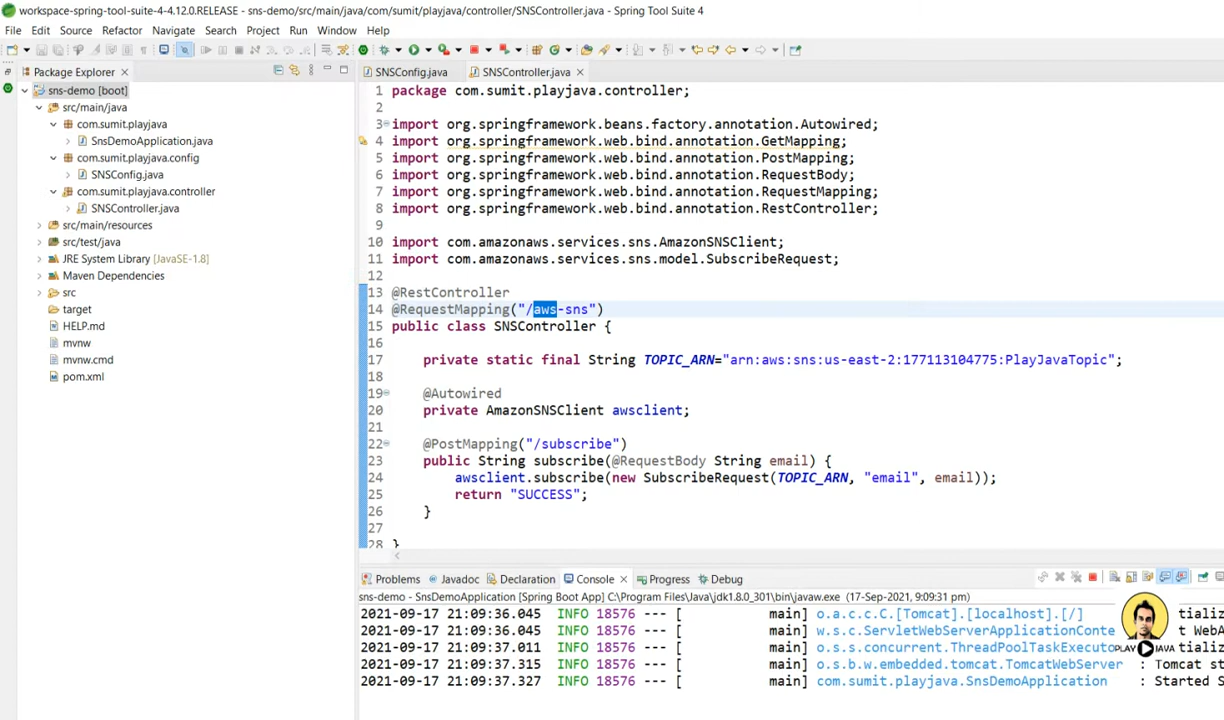 workspace-spring-tool-suite-4-4.12.0.RELEASE - sns-demo/src/main/java/com/sumit/playjava/controller/SNSController.java - Spring Tool Suite 4
File Edit Source Refactor Navigate Search Project Run Window Help
Package Explorer
sns-demo [boot]
src/main/java
com.sumit.playjava
SnsDemoApplication.java
com.sumit.playjava.config
SNSConfig.java
com.sumit.playjava.controller
SNSController.java
src/main/resources
src/test/java
JRE System Library [JavaSE-1.8]
Maven Dependencies
src
target
HELP.md
mvnw
mvnw.cmd
pom.xml
SNSConfig.java SNSController.java
1 package com.sumit.playjava.controller;
2
3 import org.springframework.beans.factory.annotation.Autowired;
4 import org.springframework.web.bind.annotation.GetMapping;
5 import org.springframework.web.bind.annotation.PostMapping;
6 import org.springframework.web.bind.annotation.RequestBody;
7 import org.springframework.web.bind.annotation.RequestMapping;
8 import org.springframework.web.bind.annotation.RestController;
9
10 import com.amazonaws.services.sns.AmazonSNSClient;
11 import com.amazonaws.services.sns.model.SubscribeRequest;
12
13 @RestController
14 @RequestMapping("/aws-sns")
15 public class SNSController {
16
17 private static final String TOPIC_ARN="arn:aws:sns:us-east-2:177113104775:PlayJavaTopic";
18
19 @Autowired
20 private AmazonSNSClient awsclient;
21
22 @PostMapping("/subscribe")
23 public String subscribe(@RequestBody String email) {
24 awsclient.subscribe(new SubscribeRequest(TOPIC_ARN, "email", email));
25 return "SUCCESS";
26 }
27
28 }
Problems Javadoc Declaration Console Progress Debug
sns-demo - SnsDemoApplication [Spring Boot App] C:\Program Files\Java\jdk1.8.0_301\bin\javaw.exe (17-Sep-2021, 9:09:31 pm)
2021-09-17 21:09:36.045 INFO 18576 --- [ main] o.a.c.c.C.[Tomcat].[localhost].[/] tializ
2021-09-17 21:09:36.045 INFO 18576 --- [ main] w.s.c.ServletWebServerApplicationConte t WebA
2021-09-17 21:09:37.011 INFO 18576 --- [ main] o.s.s.concurrent.ThreadPoolTaskExecuto tializ
2021-09-17 21:09:37.315 INFO 18576 --- [ main] o.s.b.w.embedded.tomcat.TomcatWebServer : Tomcat st
2021-09-17 21:09:37.327 INFO 18576 --- [ main] com.sumit.playjava.SnsDemoApplication : Started S
PLAY JAVA